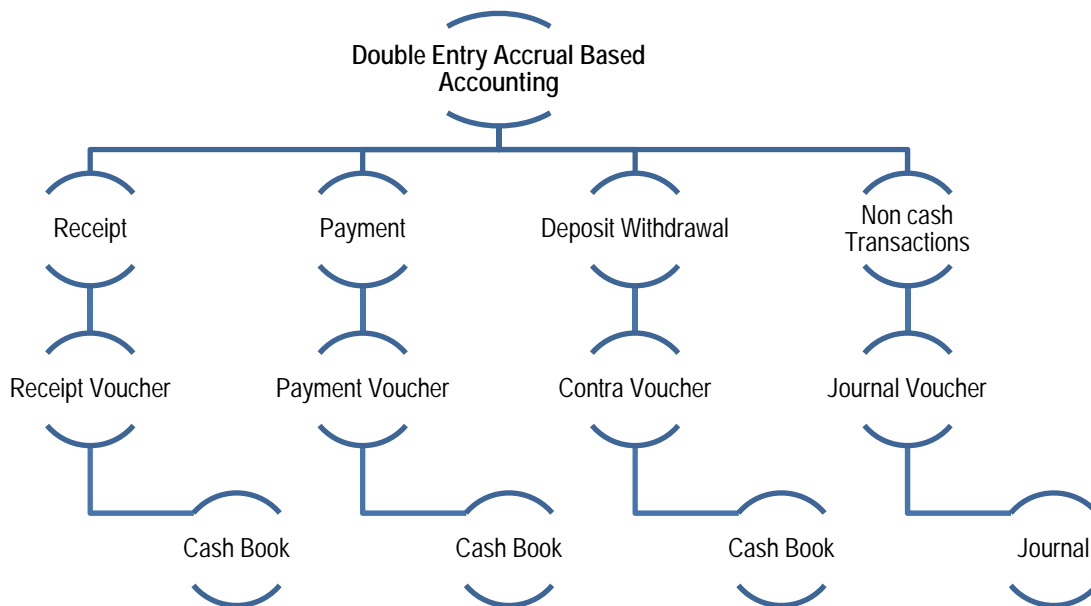 Double Entry Accrual Based
Accounting
Receipt
Payment
Deposit Withdrawal
Non cash
Transactions
Receipt Voucher
Payment Voucher
Contra Voucher
Journal Voucher
Cash Book
Cash Book
Cash Book
Journal